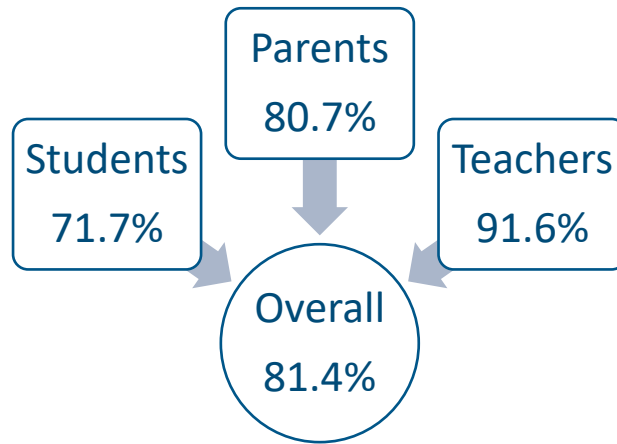 Parents
80.7%
Students
71.7%
Teachers
91.6%
Overall
81.4%